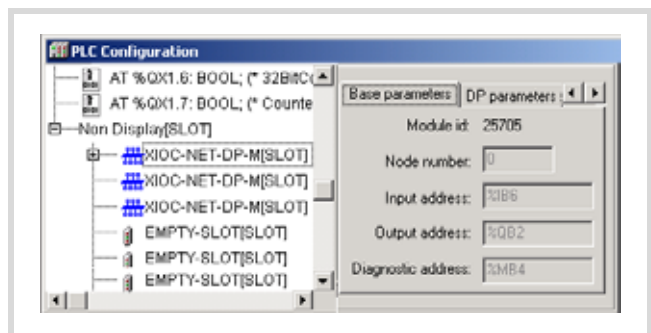 PLC Configuration
AT %QX1.6: BOOL; (* 32BitCo
AT %QX1.7: BOOL; (* Counte
Non Display[SLOT]
XIOC-NET-DP-M[SLOT]
XIOC-NET-DP-M[SLOT]
XIOC-NET-DP-M[SLOT]
EMPTY-SLOT[SLOT]
EMPTY-SLOT[SLOT]
EMPTY-SLOT[SLOT]
Base parameters
DP parameters
Module id: 25705
Node number: 0
Input address: %IB6
Output address: %QB2
Diagnostic address: %MB4